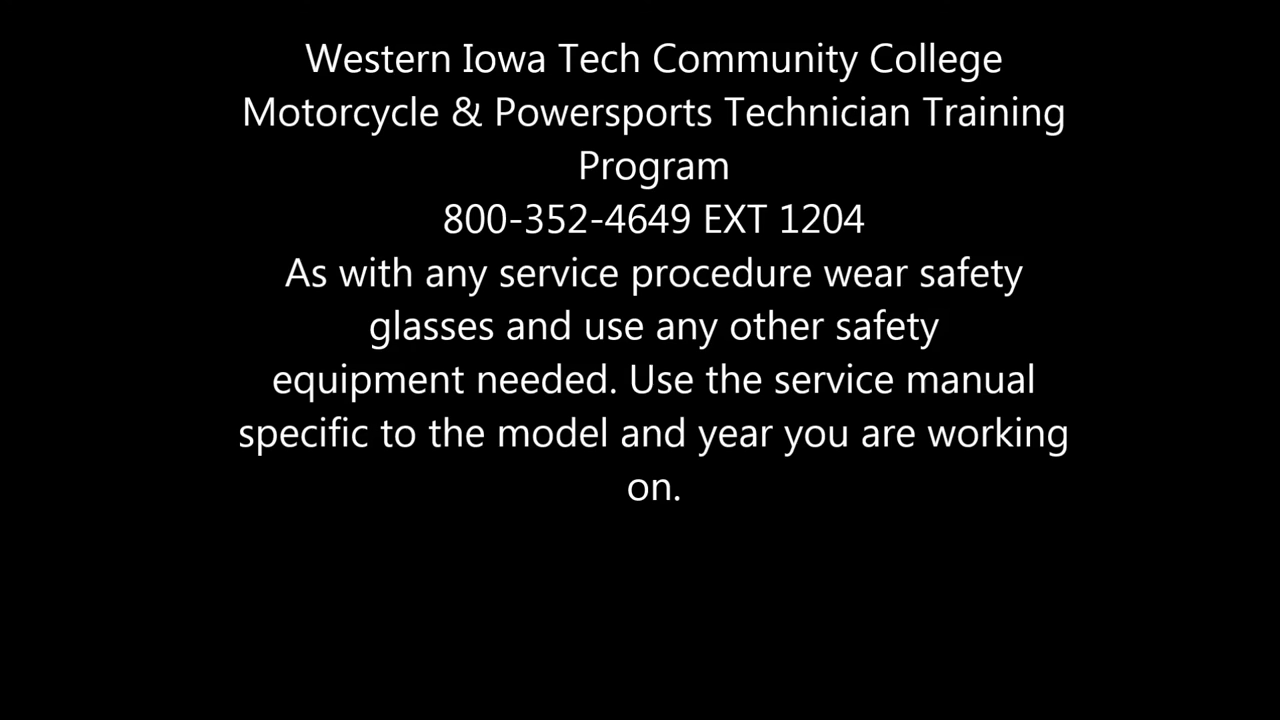 Western Iowa Tech Community College
Motorcycle & Powersports Technician Training
Program
800-352-4649 EXT 1204
As with any service procedure wear safety
glasses and use any other safety
equipment needed. Use the service manual
specific to the model and year you are working
on.